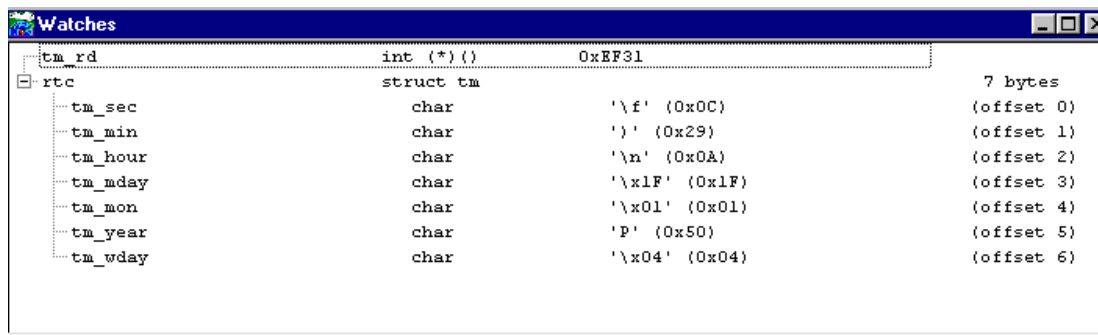 Watches
tm_rd int (*)() 0xEF31
rtc struct tm 7 bytes
tm_sec char '\f' (0x0C) (offset 0)
tm_min char ')' (0x29) (offset 1)
tm_hour char '\n' (0x0A) (offset 2)
tm_mday char '\x1F' (0x1F) (offset 3)
tm_mon char '\x01' (0x01) (offset 4)
tm_year char 'P' (0x50) (offset 5)
tm_wday char '\x04' (0x04) (offset 6)